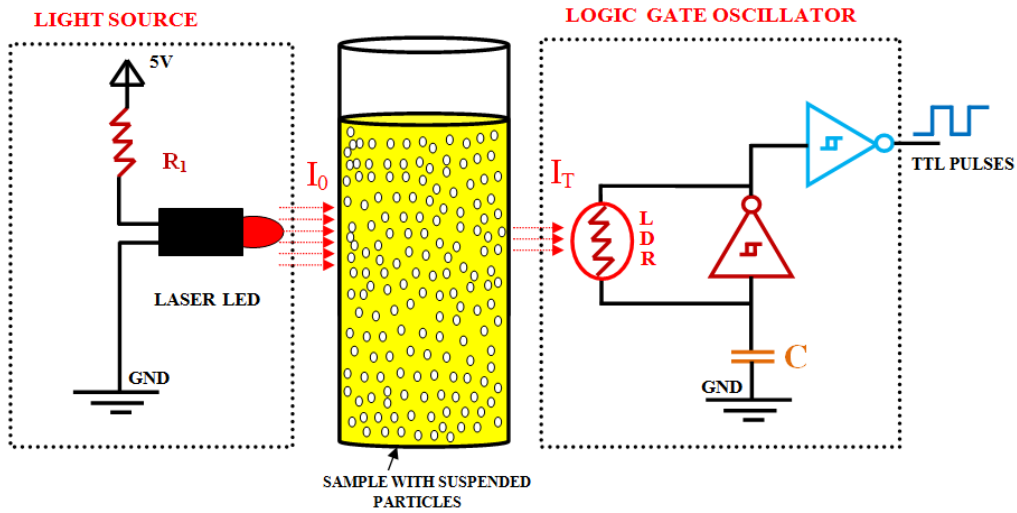 LIGHT SOURCE
5V
R1
LASER LED
GND
I0
SAMPLE WITH SUSPENDED
PARTICLES
IT
LOGIC GATE OSCILLATOR
L
D
R
C
GND
TTL PULSES